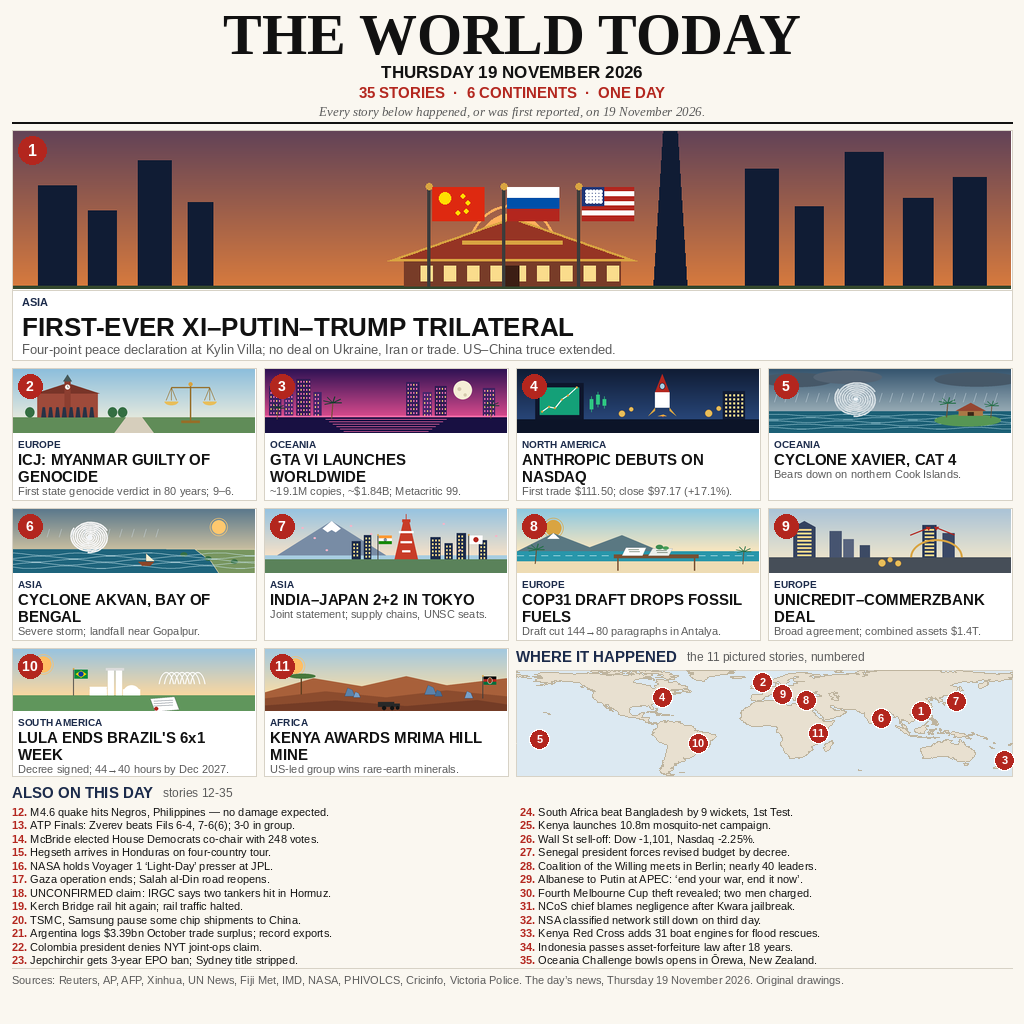 THE WORLD TODAY
THURSDAY 19 NOVEMBER 2026
35 STORIES · 6 CONTINENTS · ONE DAY
Every story below happened, or was first reported, on 19 November 2026.
1
ASIA
FIRST-EVER XI–PUTIN–TRUMP TRILATERAL
Four-point peace declaration at Kylin Villa; no deal on Ukraine, Iran or trade. US–China truce extended.
2
EUROPE
ICJ: MYANMAR GUILTY OF
GENOCIDE
First state genocide verdict in 80 years; 9–6.
3
OCEANIA
GTA VI LAUNCHES
WORLDWIDE
~19.1M copies, ~$1.84B; Metacritic 99.
4
NORTH AMERICA
ANTHROPIC DEBUTS ON
NASDAQ
First trade $111.50; close $97.17 (+17.1%).
5
OCEANIA
CYCLONE XAVIER, CAT 4
Bears down on northern Cook Islands.
6
ASIA
CYCLONE AKVAN, BAY OF
BENGAL
Severe storm; landfall near Gopalpur.
7
ASIA
INDIA–JAPAN 2+2 IN TOKYO
Joint statement; supply chains, UNSC seats.
8
EUROPE
COP31 DRAFT DROPS FOSSIL
FUELS
Draft cut 144→80 paragraphs in Antalya.
9
EUROPE
UNICREDIT–COMMERZBANK
DEAL
Broad agreement; combined assets $1.4T.
10
SOUTH AMERICA
LULA ENDS BRAZIL'S 6x1
WEEK
Decree signed; 44→40 hours by Dec 2027.
11
AFRICA
KENYA AWARDS MRIMA HILL
MINE
US-led group wins rare-earth minerals.
WHERE IT HAPPENED the 11 pictured stories, numbered
2
4
9
8
7
1
6
11
5
10
3
ALSO ON THIS DAY stories 12-35
12. M4.6 quake hits Negros, Philippines — no damage expected.
13. ATP Finals: Zverev beats Fils 6-4, 7-6(6); 3-0 in group.
14. McBride elected House Democrats co-chair with 248 votes.
15. Hegseth arrives in Honduras on four-country tour.
16. NASA holds Voyager 1 ‘Light-Day’ presser at JPL.
17. Gaza operation ends; Salah al-Din road reopens.
18. UNCONFIRMED claim: IRGC says two tankers hit in Hormuz.
19. Kerch Bridge rail hit again; rail traffic halted.
20. TSMC, Samsung pause some chip shipments to China.
21. Argentina logs $3.39bn October trade surplus; record exports.
22. Colombia president denies NYT joint-ops claim.
23. Jepchirchir gets 3-year EPO ban; Sydney title stripped.
24. South Africa beat Bangladesh by 9 wickets, 1st Test.
25. Kenya launches 10.8m mosquito-net campaign.
26. Wall St sell-off: Dow -1,101, Nasdaq -2.25%.
27. Senegal president forces revised budget by decree.
28. Coalition of the Willing meets in Berlin; nearly 40 leaders.
29. Albanese to Putin at APEC: ‘end your war, end it now’.
30. Fourth Melbourne Cup theft revealed; two men charged.
31. NCoS chief blames negligence after Kwara jailbreak.
32. NSA classified network still down on third day.
33. Kenya Red Cross adds 31 boat engines for flood rescues.
34. Indonesia passes asset-forfeiture law after 18 years.
35. Oceania Challenge bowls opens in Ōrewa, New Zealand.
Sources: Reuters, AP, AFP, Xinhua, UN News, Fiji Met, IMD, NASA, PHIVOLCS, Cricinfo, Victoria Police. The day's news, Thursday 19 November 2026. Original drawings.